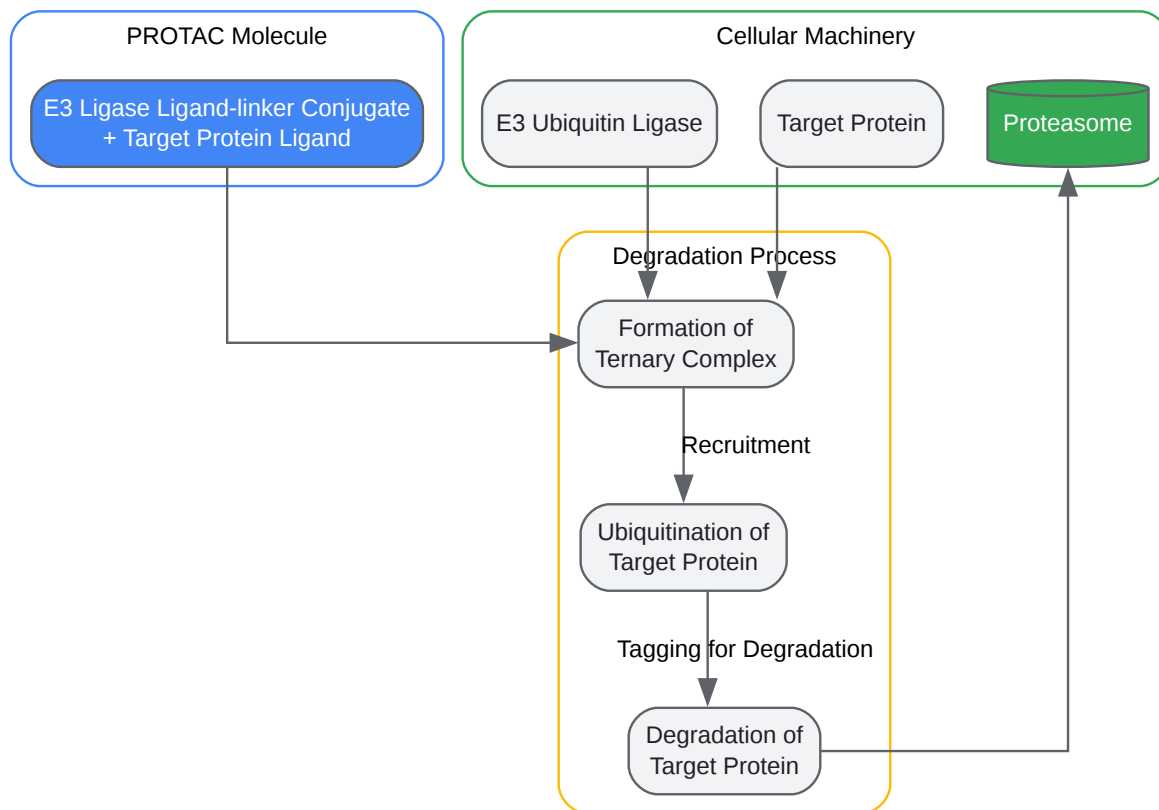 PROTAC Molecule
E3 Ligase Ligand-linker Conjugate
+ Target Protein Ligand
Cellular Machinery
E3 Ubiquitin Ligase
Target Protein
Proteasome
Degradation Process
Formation of
Ternary Complex
Recruitment
Ubiquitination of
Target Protein
Tagging for Degradation
Degradation of
Target Protein